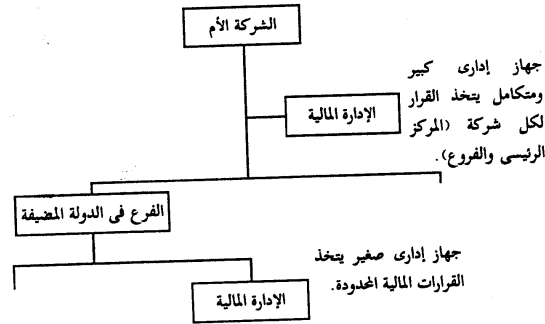 الشركة الأم
جهاز إدارى كبير
ومتكامل يتخذ القرار
لكل شركة (المركز
الرئيسى والفروع).
الإدارة المالية
الفرع فى الدولة المضيفة
جهاز إدارى صغير يتخذ
القرارات المالية المحدودة.
الإدارة المالية